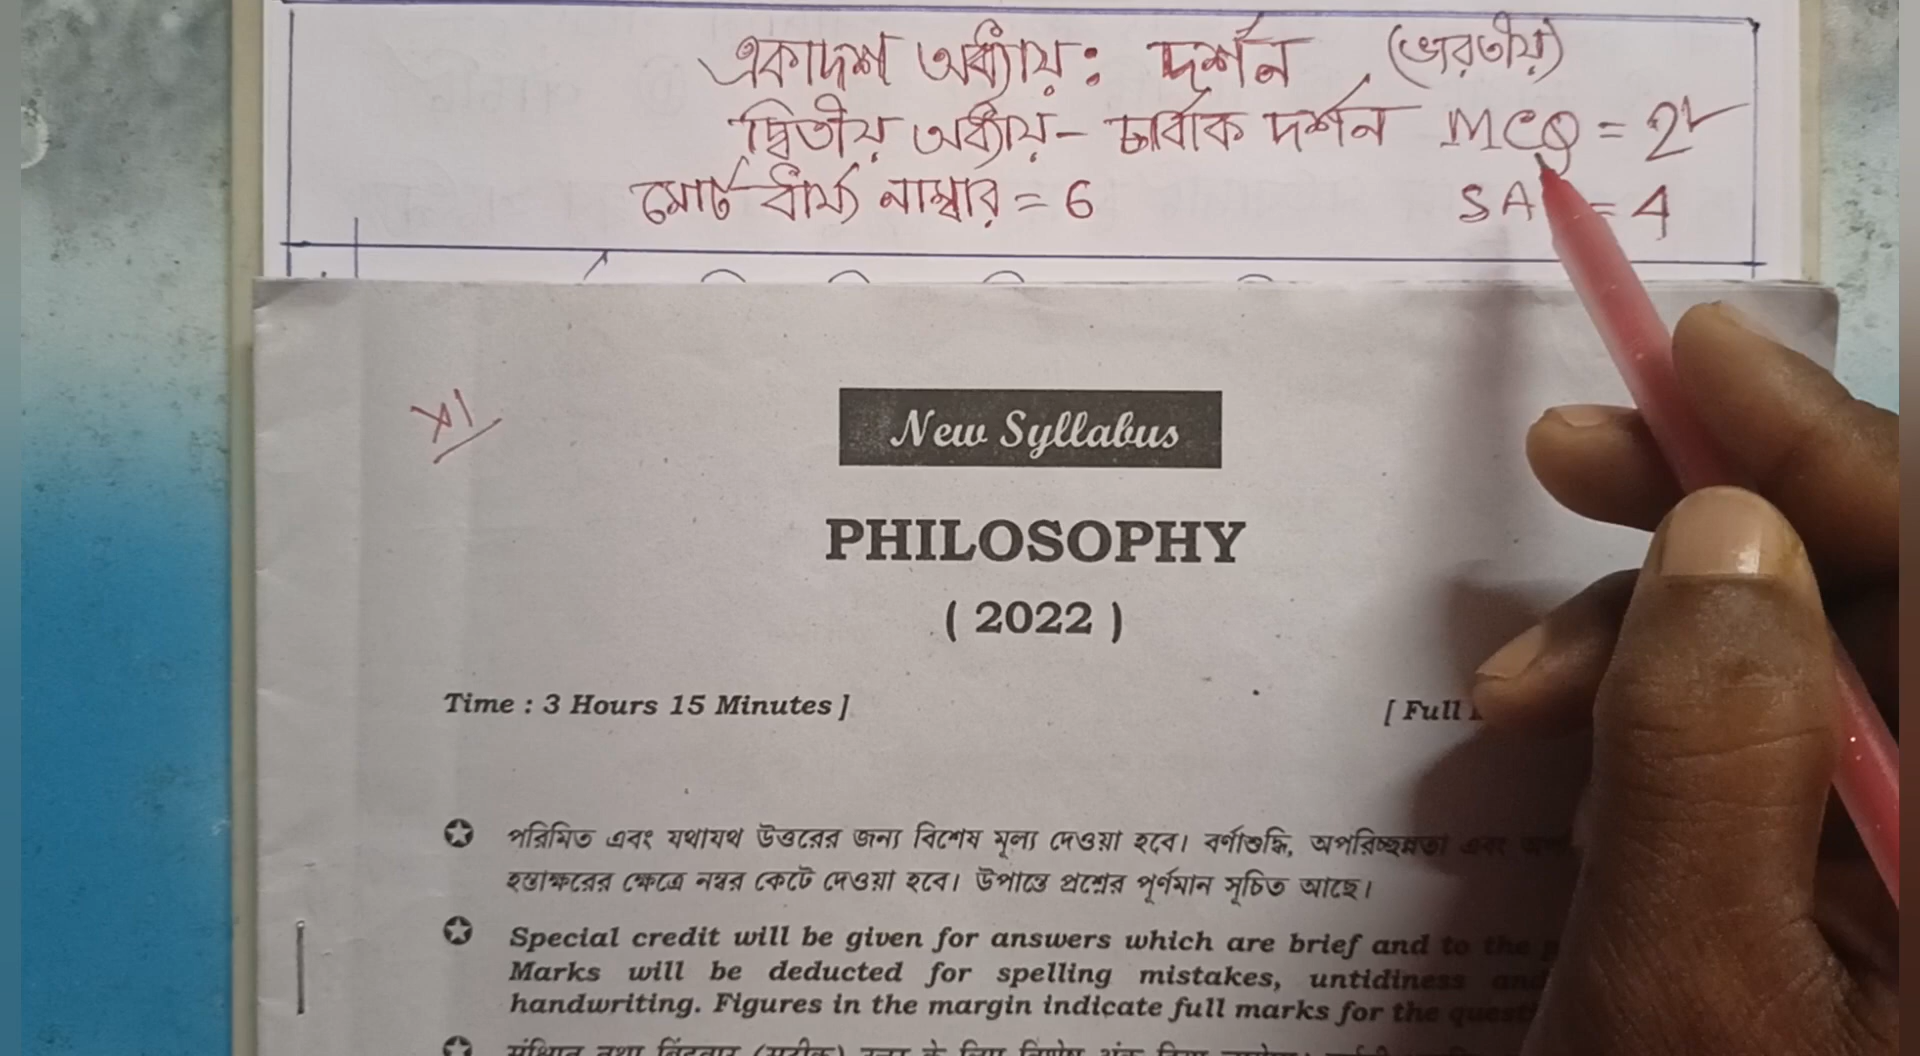 একাদশ অধ্যায়: দর্শন (ভারতীয়)
দ্বিতীয় অধ্যায় - চার্বাক দর্শন MCQ = 2
মোট ধার্য্য নাম্বার = 6 SA = 4
XI
New Syllabus
PHILOSOPHY
( 2022 )
Time : 3 Hours 15 Minutes ] [ Full
পরিমিত এবং যথাযথ উত্তরের জন্য বিশেষ মূল্য দেওয়া হবে। বর্ণাশুদ্ধি, অপরিচ্ছন্নতা এবং
হস্তাক্ষরের ক্ষেত্রে নম্বর কেটে দেওয়া হবে। উপান্তে প্রশ্নের পূর্ণমান সূচিত আছে।
Special credit will be given for answers which are brief and to the
Marks will be deducted for spelling mistakes, untidiness and
handwriting. Figures in the margin indicate full marks for the